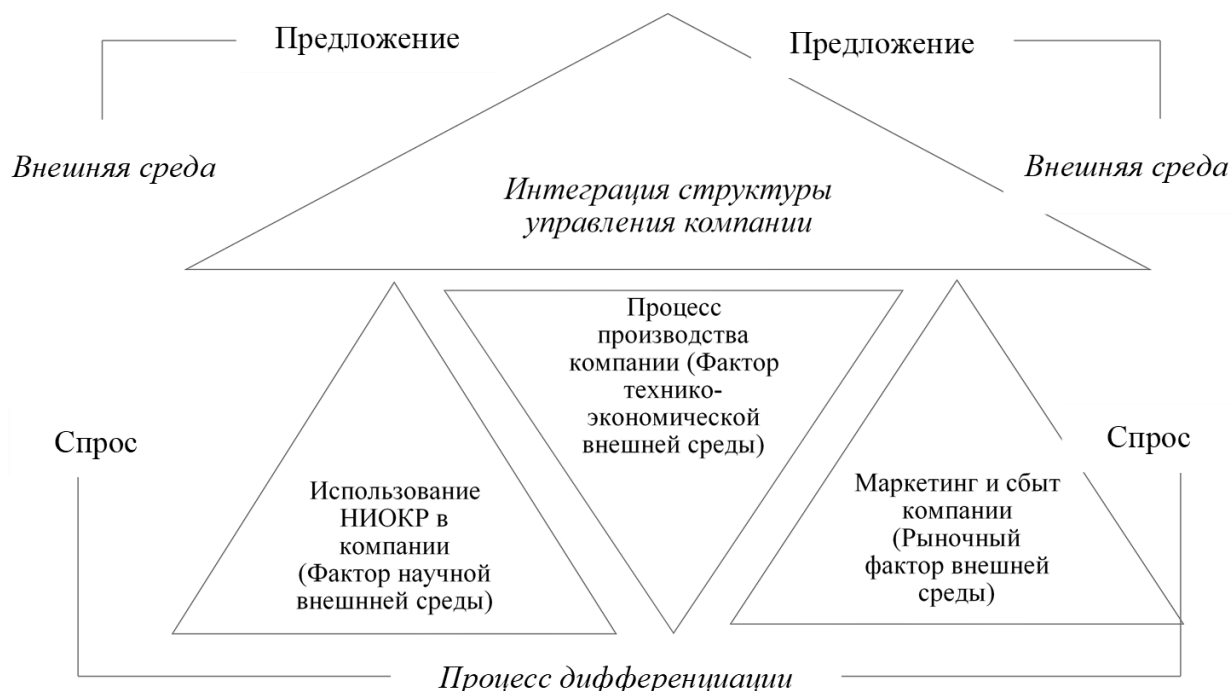 Предложение
Предложение
Внешняя среда
Внешняя среда
Интеграция структуры
управления компании
Процесс
производства
компании (Фактор
технико-
экономической
внешней среды)
Спрос
Спрос
Использование
НИОКР в
компании
(Фактор научной
внешнней среды)
Маркетинг и сбыт
компании
(Рыночный
фактор внешней
среды)
Процесс дифференциации